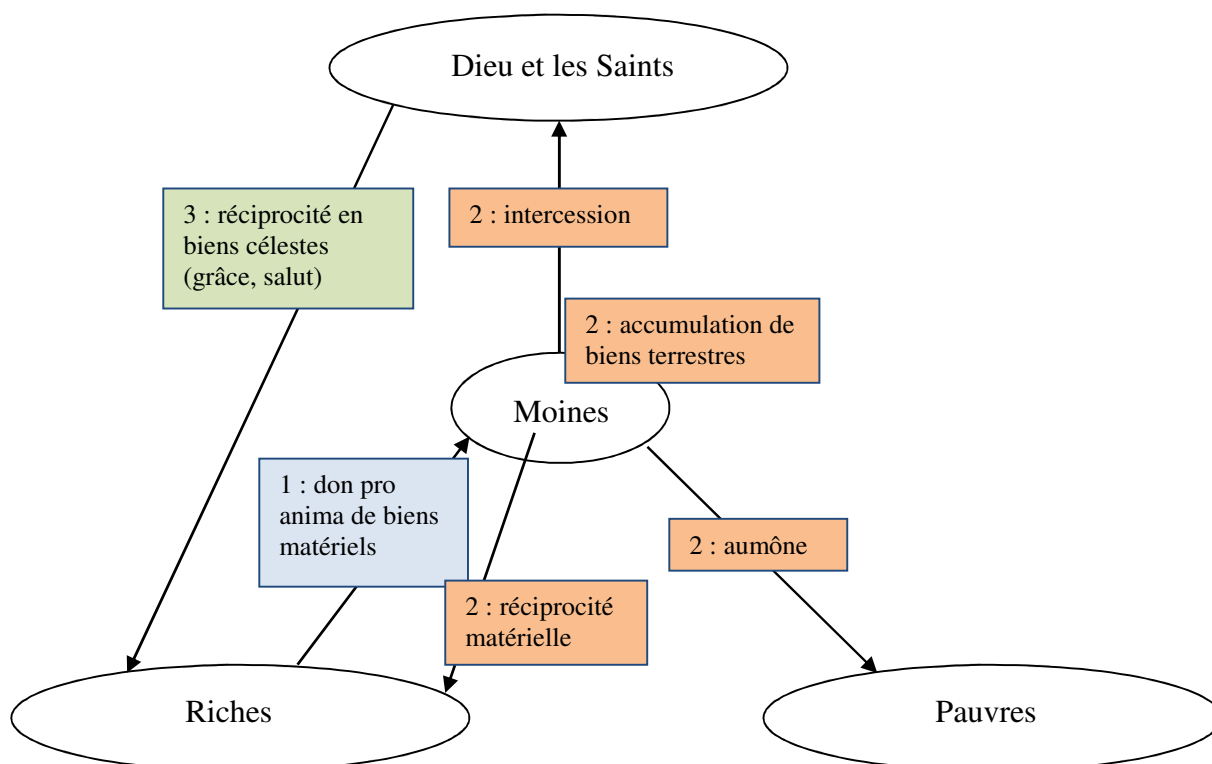 Dieu et les Saints
3 : réciprocité en
biens célestes
(grâce, salut)
2 : intercession
2 : accumulation de
biens terrestres
Moines
1 : don pro
anima de biens
matériels
2 : aumône
2 : réciprocité
matérielle
Riches
Pauvres